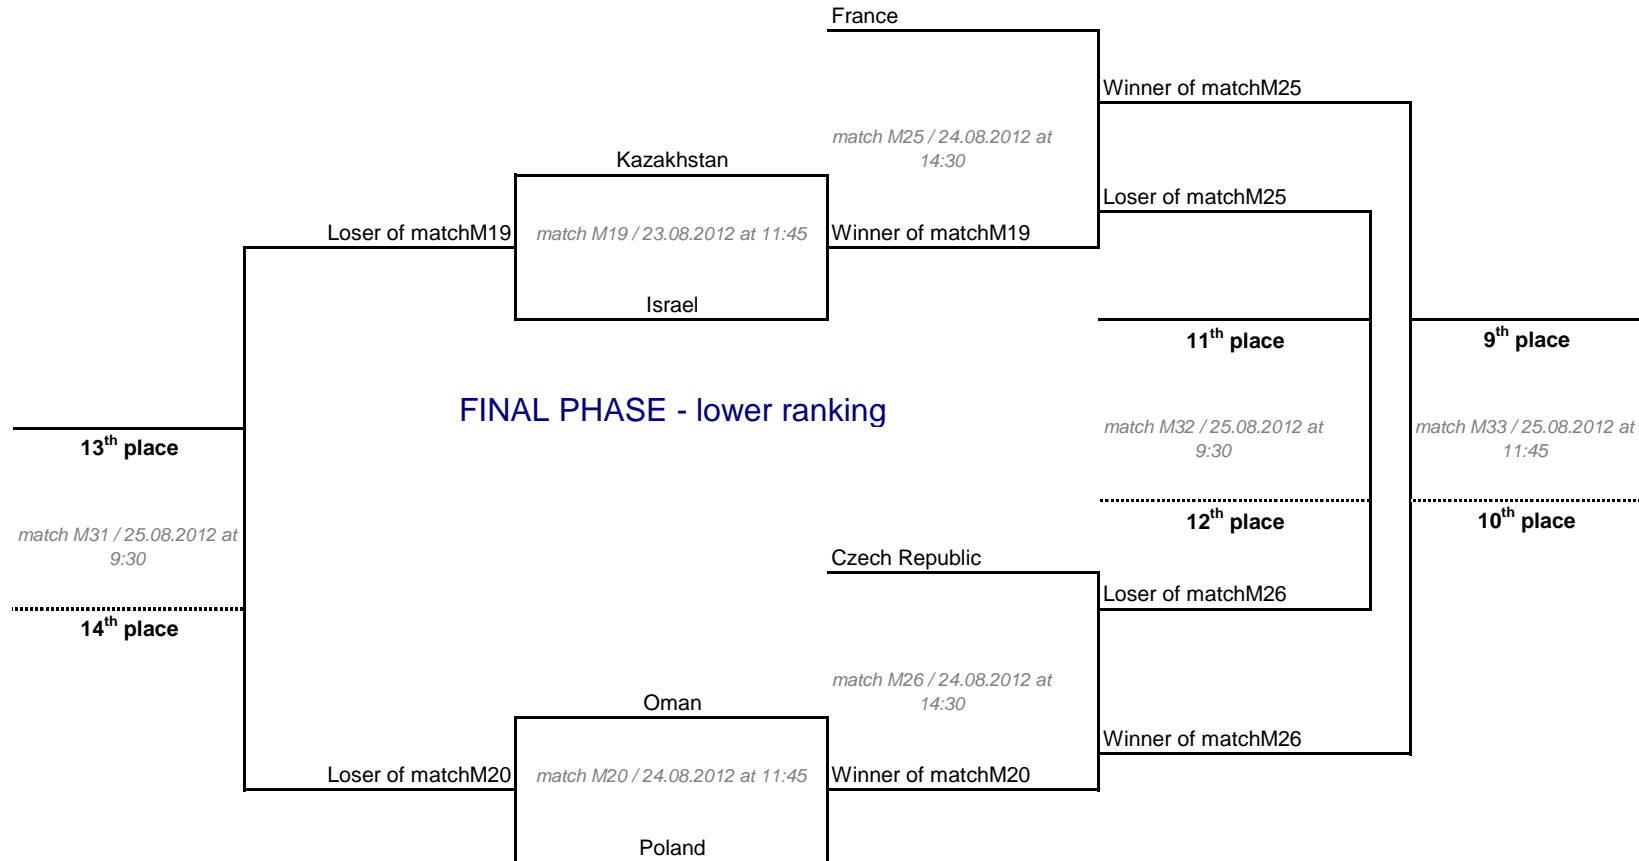 France
Winner of matchM25
match M25 / 24.08.2012 at
14:30
Kazakhstan
Loser of matchM25
Loser of matchM19
match M19 / 23.08.2012 at 11:45
Winner of matchM19
Israel
11th place
9th place
FINAL PHASE - lower ranking
13th place
match M32 / 25.08.2012 at
9:30
match M33 / 25.08.2012 at
11:45
12th place
10th place
match M31 / 25.08.2012 at
9:30
Czech Republic
Loser of matchM26
14th place
match M26 / 24.08.2012 at
14:30
Oman
Winner of matchM26
Loser of matchM20
match M20 / 24.08.2012 at 11:45
Winner of matchM20
Poland